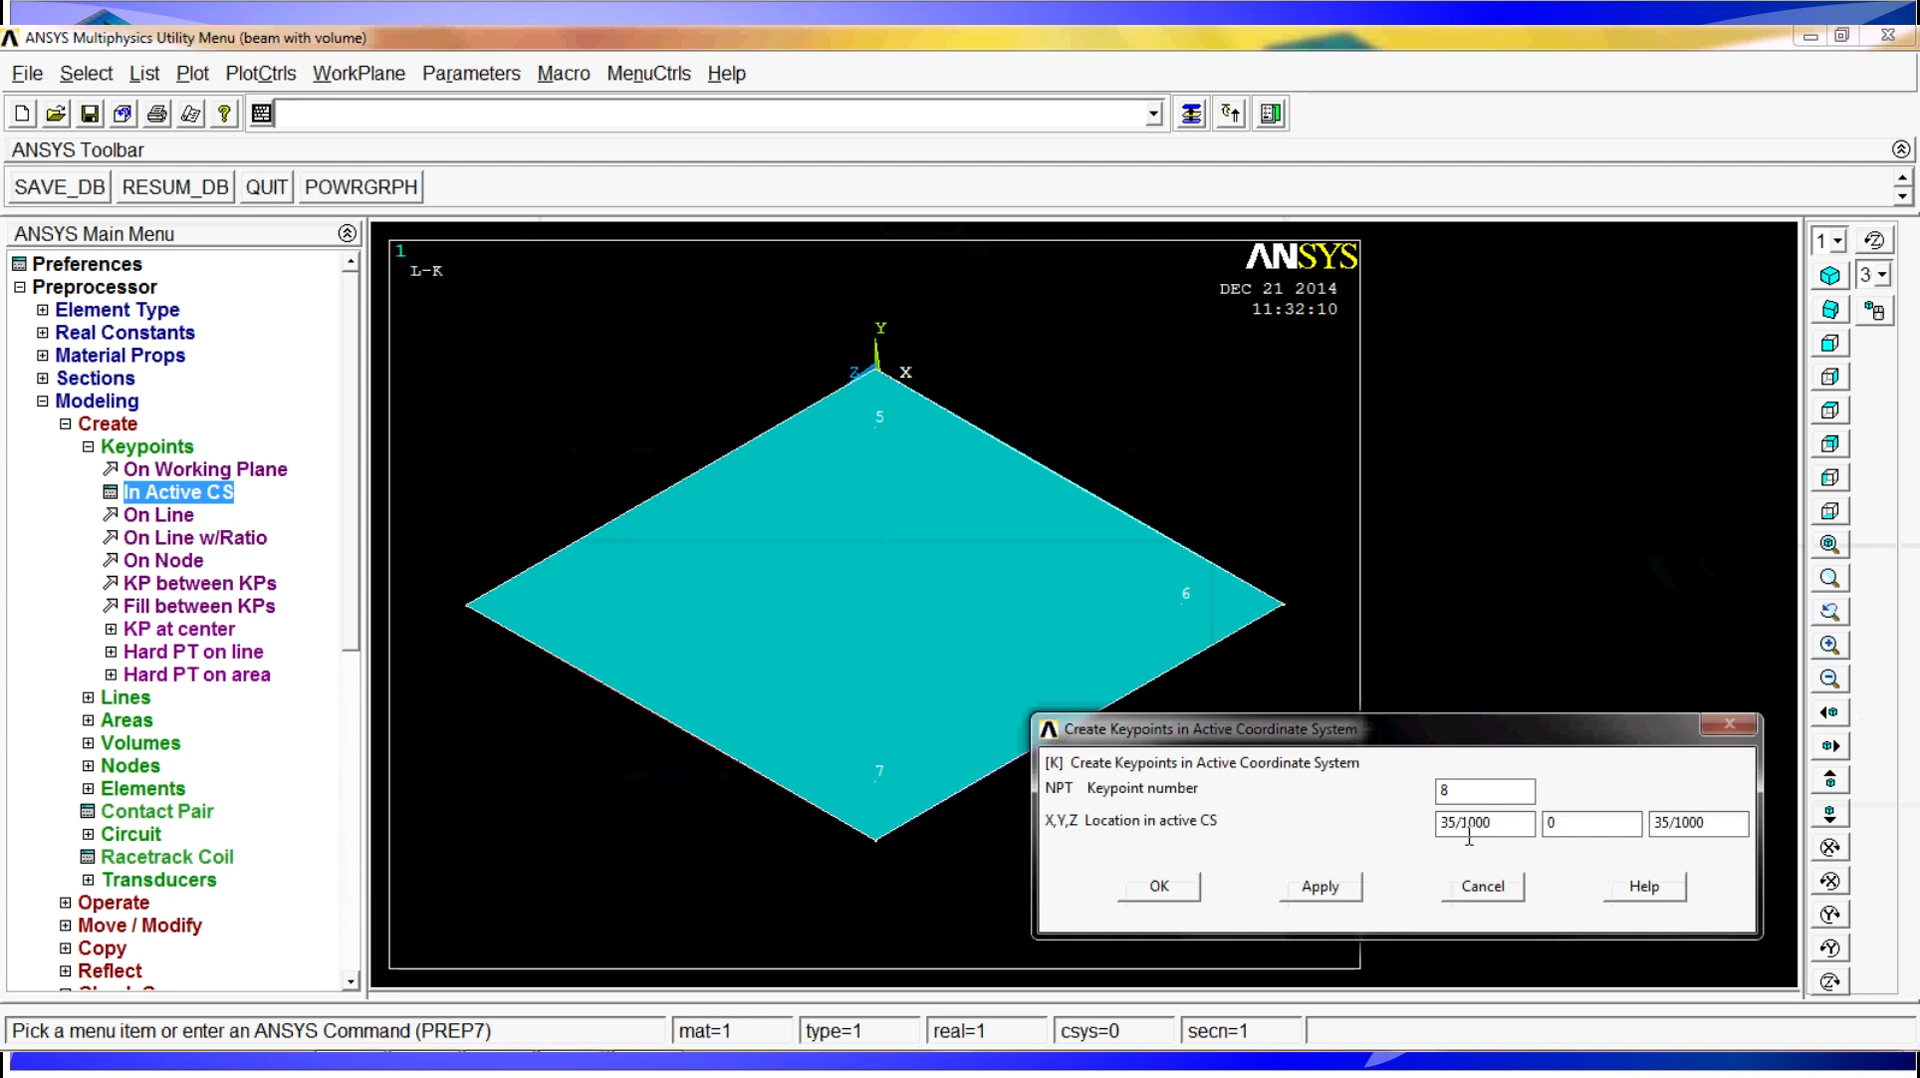 ANSYS Multiphysics Utility Menu (beam with volume)
File Select List Plot PlotCtrls WorkPlane Parameters Macro MenuCtrls Help
ANSYS Toolbar
SAVE_DB RESUM_DB QUIT POWRGRPH
ANSYS Main Menu
Preferences
Preprocessor
Element Type
Real Constants
Material Props
Sections
Modeling
Create
Keypoints
On Working Plane
In Active CS
On Line
On Line w/Ratio
On Node
KP between KPs
Fill between KPs
KP at center
Hard PT on line
Hard PT on area
Lines
Areas
Volumes
Nodes
Elements
Contact Pair
Circuit
Racetrack Coil
Transducers
Operate
Move / Modify
Copy
Reflect
1
L-K
ANSYS
DEC 21 2014
11:32:10
Y
Z X
5
6
7
1
3
Create Keypoints in Active Coordinate System
[K] Create Keypoints in Active Coordinate System
NPT Keypoint number 8
X,Y,Z Location in active CS 35/1000 0 35/1000
OK Apply Cancel Help
Pick a menu item or enter an ANSYS Command (PREP7) mat=1 type=1 real=1 csys=0 secn=1